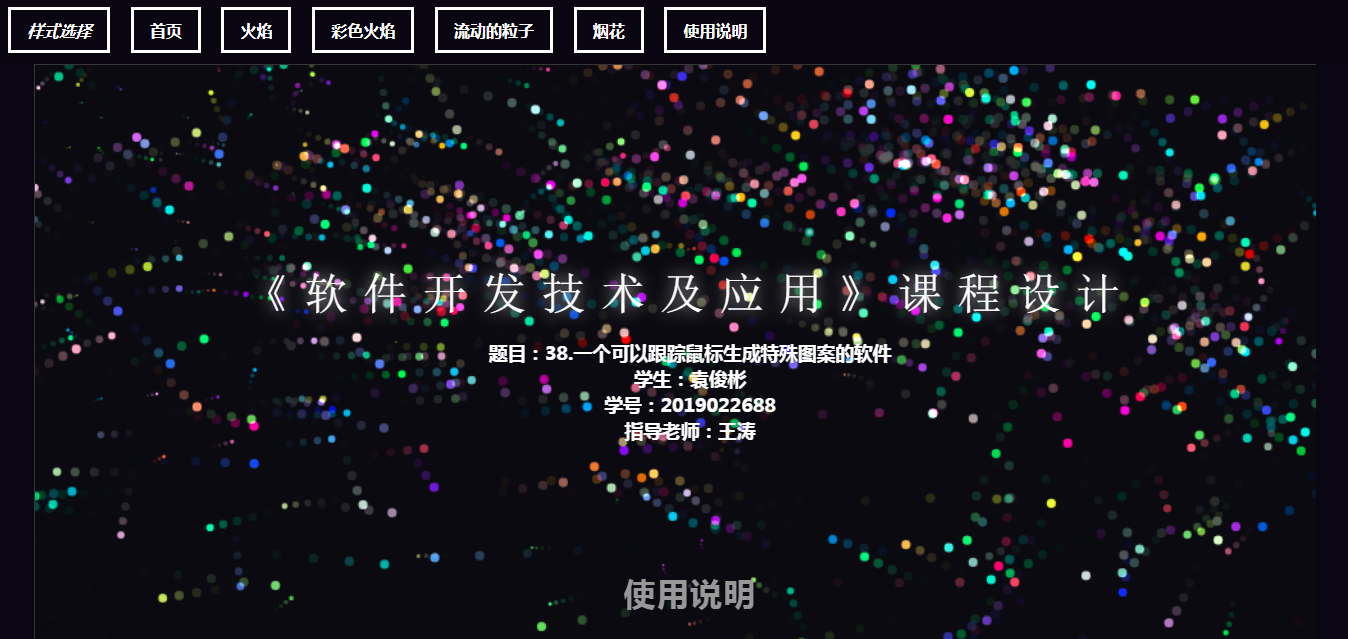 样式选择 首页 火焰 彩色火焰 流动的粒子 烟花 使用说明
《软件开发技术及应用》课程设计
题目：38.一个可以跟踪鼠标生成特殊图案的软件
学生：袁俊彬
学号：2019022688
指导老师：王涛
使用说明